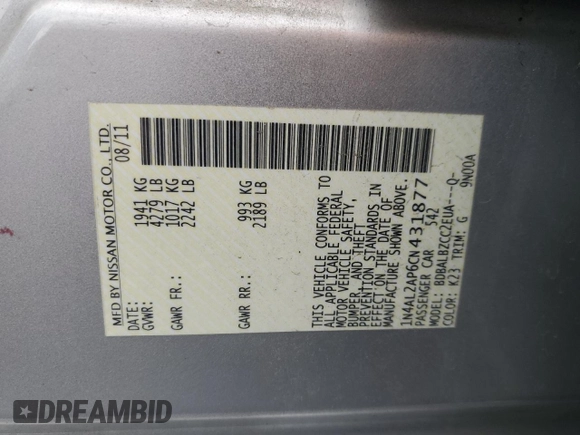 MFD BY NISSAN MOTOR CO., LTD.
08/11
GVWR: 1941 KG
4279 LB
GAWR FR.: 1017 KG
2242 LB
GAWR RR.: 993 KG
2189 LB
THIS VEHICLE CONFORMS TO
ALL APPLICABLE FEDERAL
MOTOR VEHICLE SAFETY,
BUMPER, AND THEFT
PREVENTION STANDARDS IN
EFFECT ON THE DATE OF
MANUFACTURE SHOWN ABOVE.
1N4AL2AP6CN431877
PASSENGER CAR S42
MODEL: BDBALBZCC2EUA---Q-
COLOR: K23 TRIM: G 9N00A
DREAMBID